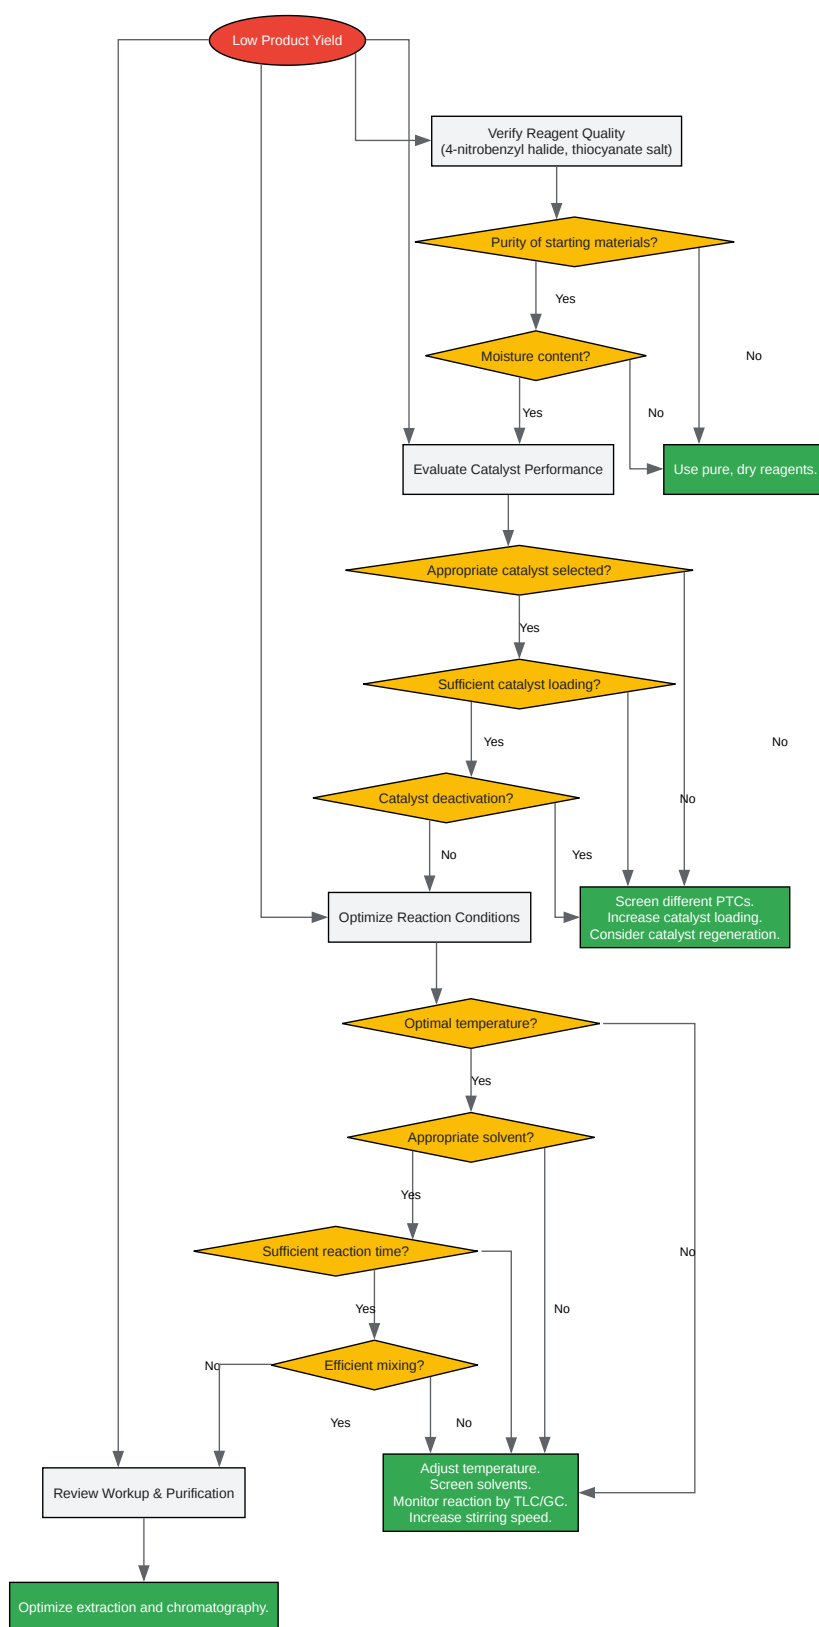 Low Product Yield
Verify Reagent Quality
(4-nitrobenzyl halide, thiocyanate salt)
Purity of starting materials?
Yes
Moisture content?
No
Yes
No
Evaluate Catalyst Performance
Use pure, dry reagents.
Appropriate catalyst selected?
Yes
Sufficient catalyst loading?
Yes
No
Catalyst deactivation?
No
No
Yes
Optimize Reaction Conditions
Screen different PTCs.
Increase catalyst loading.
Consider catalyst regeneration.
Optimal temperature?
Yes
Appropriate solvent?
Yes
Sufficient reaction time?
No
Yes
No
Efficient mixing?
No
Yes
No
Review Workup & Purification
Adjust temperature.
Screen solvents.
Monitor reaction by TLC/GC.
Increase stirring speed.
Optimize extraction and chromatography.